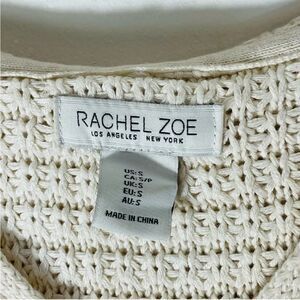 RACHEL ZOE
LOS ANGELES NEW YORK
US:S
CA:S/P
UK:S
EU:S
AU:S
MADE IN CHINA